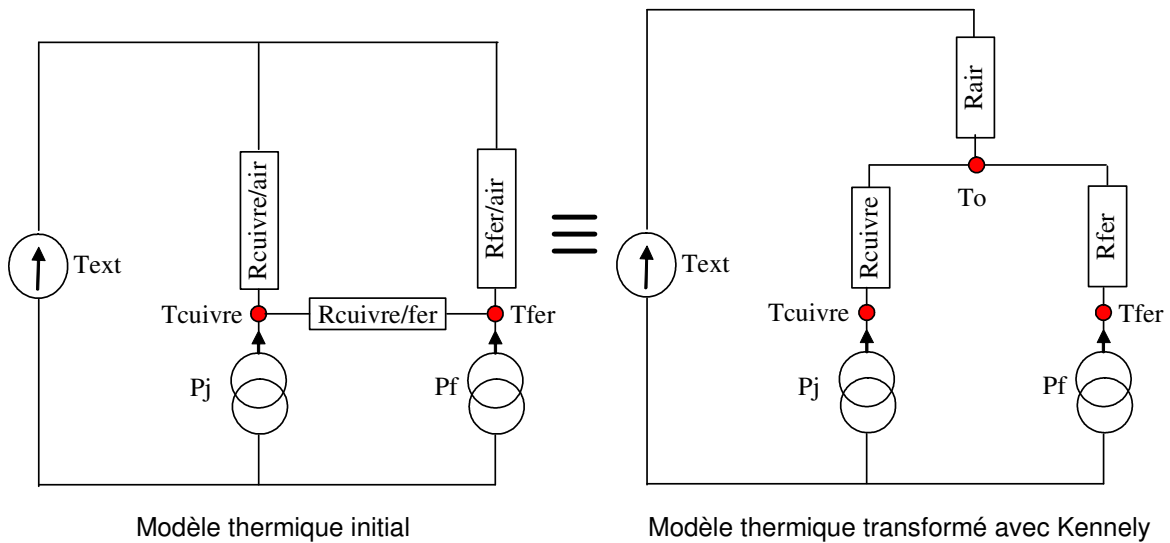 Text
Rcuivre/air
Rfer/air
Tcuivre
Rcuivre/fer
Tfer
Pj
Pf
Modèle thermique initial
Rair
To
Text
Rcuivre
Rfer
Tcuivre
Tfer
Pj
Pf
Modèle thermique transformé avec Kennely